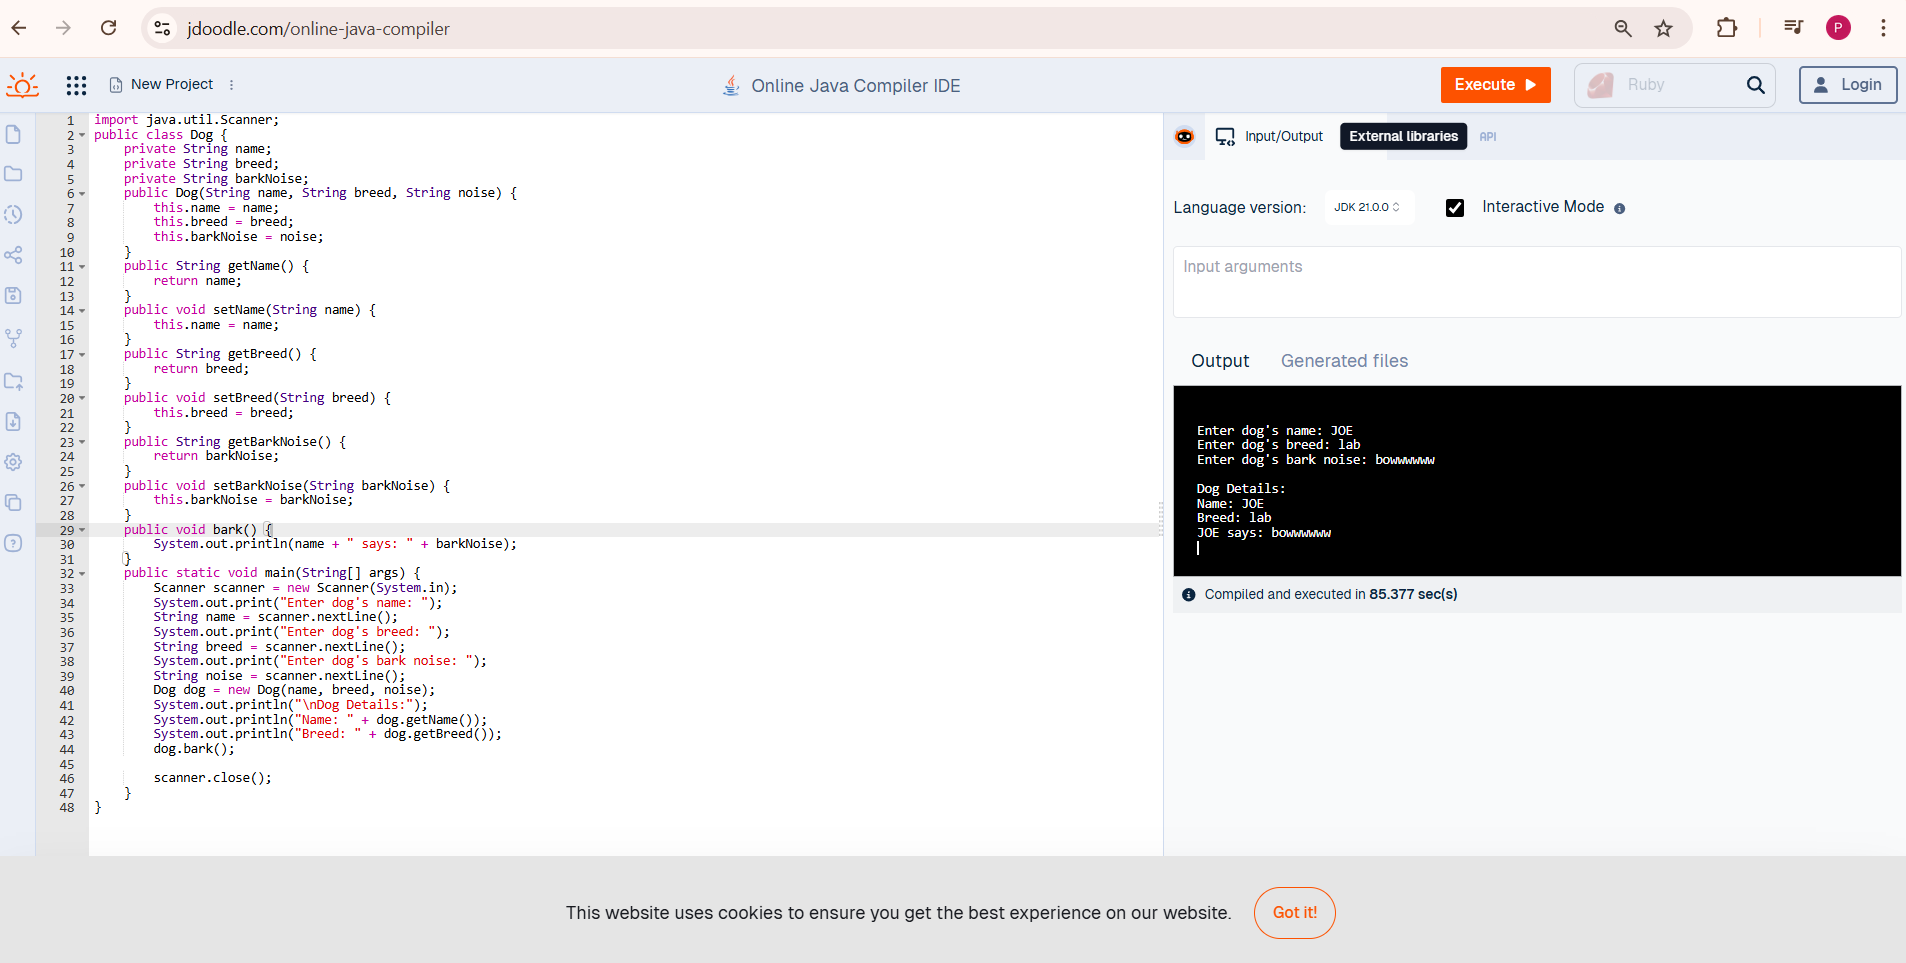 jdoodle.com/online-java-compiler
P
New Project
Online Java Compiler IDE
Execute
Ruby
Login
1 import java.util.Scanner;
2 public class Dog {
3 private String name;
4 private String breed;
5 private String barkNoise;
6 public Dog(String name, String breed, String noise) {
7 this.name = name;
8 this.breed = breed;
9 this.barkNoise = noise;
10 }
11 public String getName() {
12 return name;
13 }
14 public void setName(String name) {
15 this.name = name;
16 }
17 public String getBreed() {
18 return breed;
19 }
20 public void setBreed(String breed) {
21 this.breed = breed;
22 }
23 public String getBarkNoise() {
24 return barkNoise;
25 }
26 public void setBarkNoise(String barkNoise) {
27 this.barkNoise = barkNoise;
28 }
29 public void bark() {
30 System.out.println(name + " says: " + barkNoise);
31 }
32 public static void main(String[] args) {
33 Scanner scanner = new Scanner(System.in);
34 System.out.print("Enter dog's name: ");
35 String name = scanner.nextLine();
36 System.out.print("Enter dog's breed: ");
37 String breed = scanner.nextLine();
38 System.out.print("Enter dog's bark noise: ");
39 String noise = scanner.nextLine();
40 Dog dog = new Dog(name, breed, noise);
41 System.out.println("\nDog Details:");
42 System.out.println("Name: " + dog.getName());
43 System.out.println("Breed: " + dog.getBreed());
44 dog.bark();
45
46 scanner.close();
47 }
48 }
Input/Output
External libraries
API
Language version:
JDK 21.0.0
Interactive Mode
Input arguments
Output
Generated files
Enter dog's name: JOE
Enter dog's breed: lab
Enter dog's bark noise: bowwwwww
Dog Details:
Name: JOE
Breed: lab
JOE says: bowwwwww
Compiled and executed in 85.377 sec(s)
This website uses cookies to ensure you get the best experience on our website.
Got it!